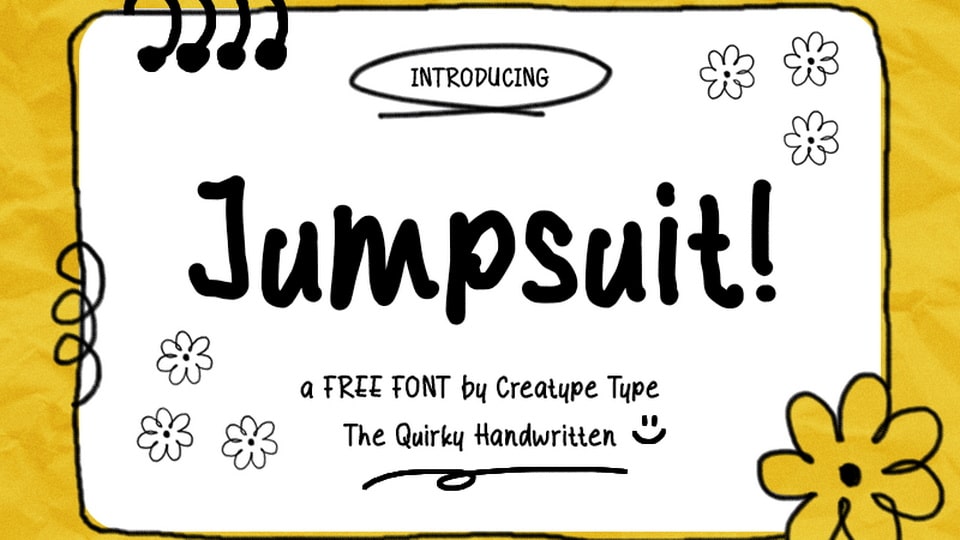 INTRODUCING
Jumpsuit!
a FREE FONT by Creatype Type
The Quirky Handwritten